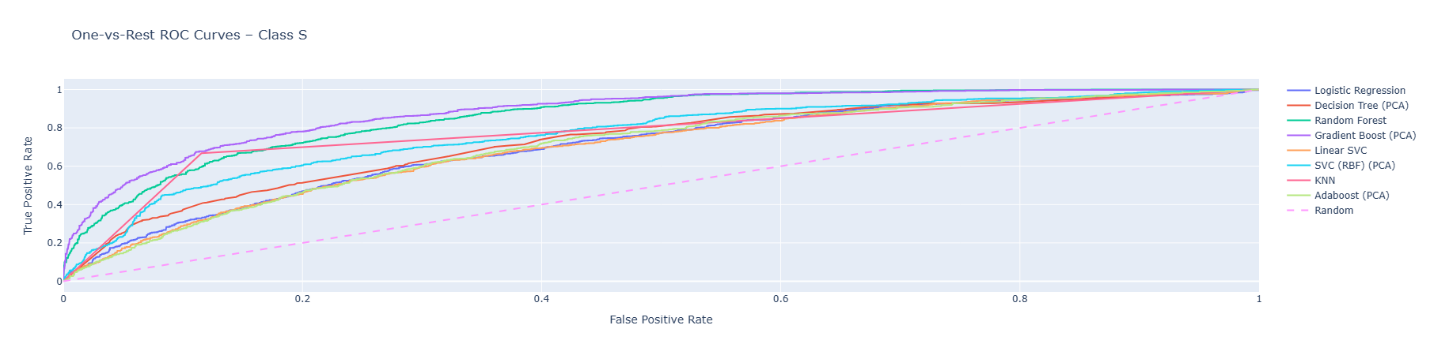 One-vs-Rest ROC Curves – Class S
True Positive Rate
1
0.8
0.6
0.4
0.2
0
0 0.2 0.4 0.6 0.8 1
False Positive Rate
Logistic Regression
Decision Tree (PCA)
Random Forest
Gradient Boost (PCA)
Linear SVC
SVC (RBF) (PCA)
KNN
Adaboost (PCA)
Random